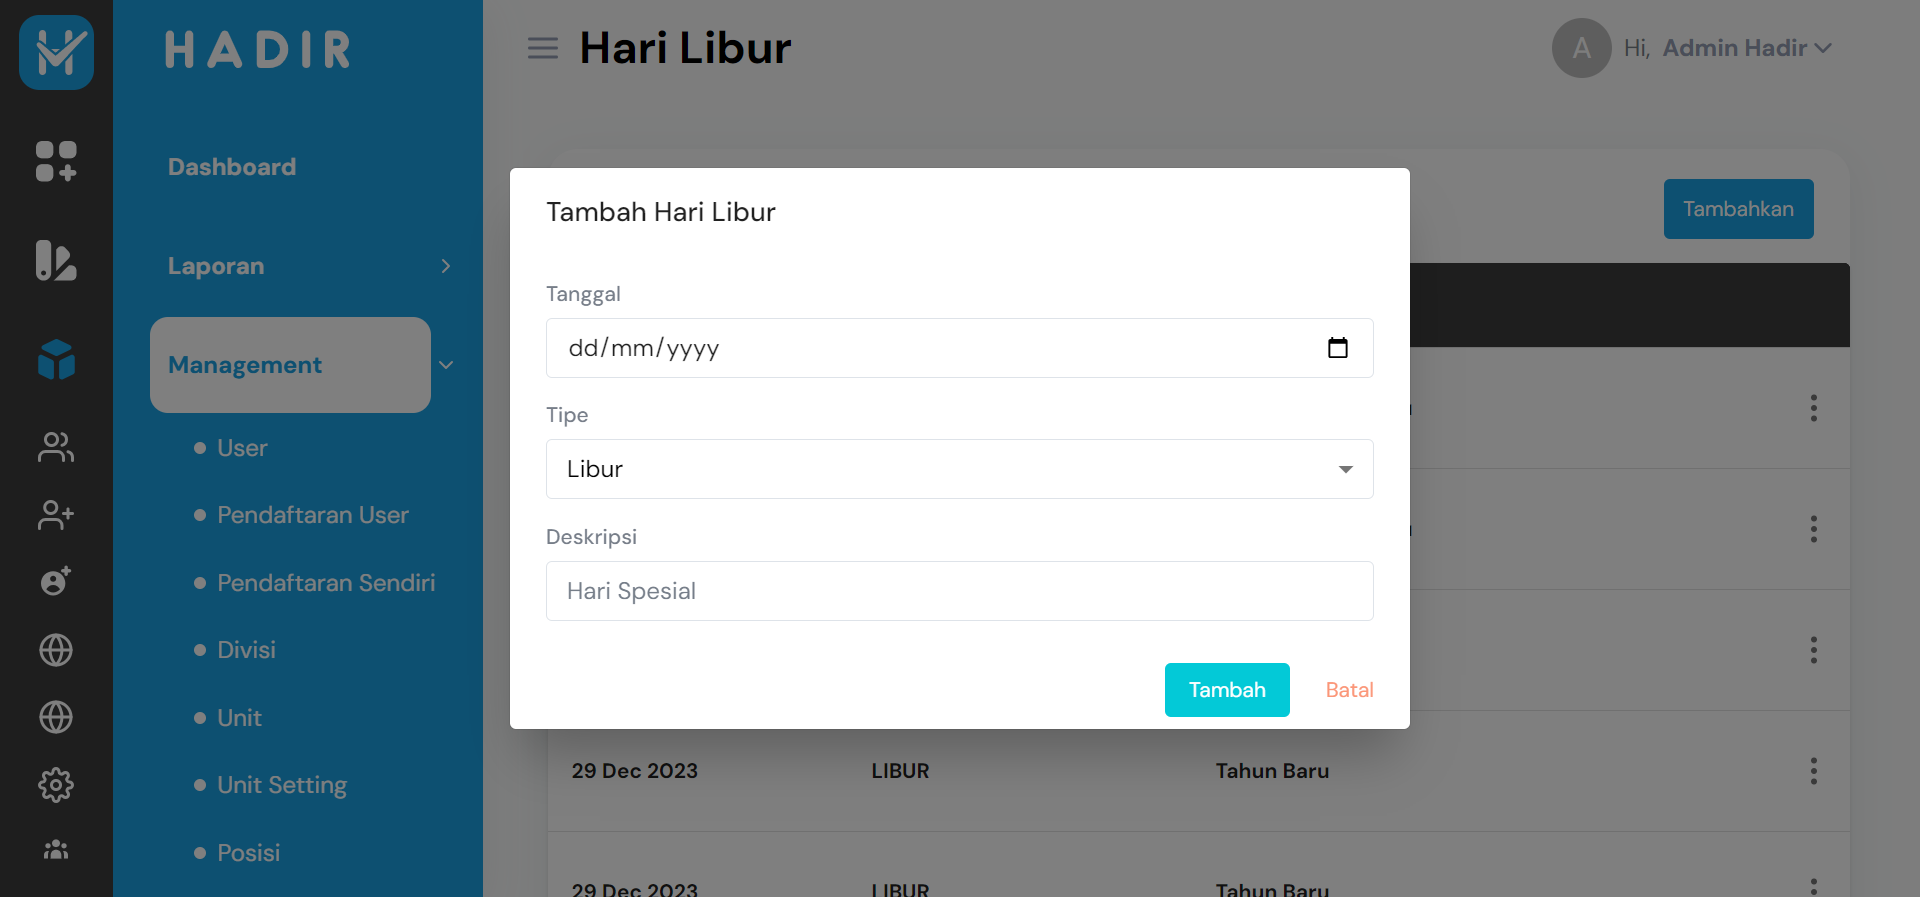 HADIR
Hari Libur
A
Hi, Admin Hadir
Dashboard
Laporan
Management
User
Pendaftaran User
Pendaftaran Sendiri
Divisi
Unit
Unit Setting
Posisi
Tambahkan
Tambah Hari Libur
Tanggal
dd/mm/yyyy
Tipe
Libur
Deskripsi
Hari Spesial
Tambah Batal
29 Dec 2023 LIBUR Tahun Baru
29 Dec 2023 LIBUR Tahun Baru